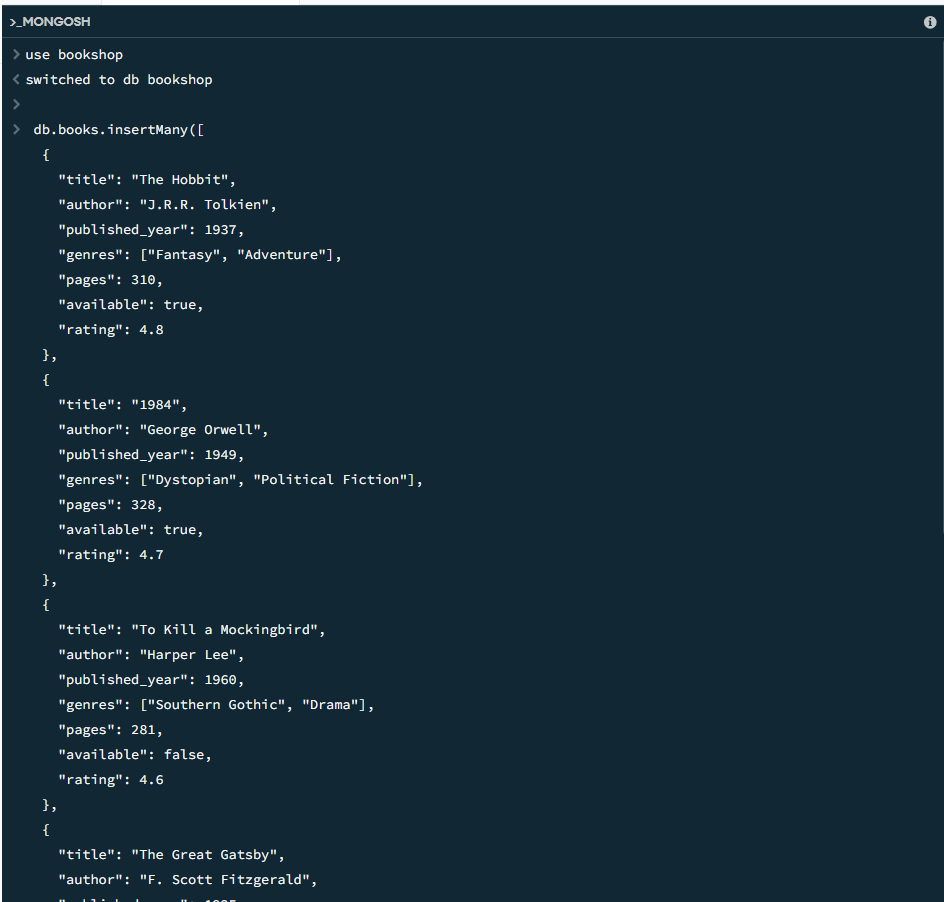 >_MONGOSH
> use bookshop
< switched to db bookshop
>
> db.books.insertMany([
{
"title": "The Hobbit",
"author": "J.R.R. Tolkien",
"published_year": 1937,
"genres": ["Fantasy", "Adventure"],
"pages": 310,
"available": true,
"rating": 4.8
},
{
"title": "1984",
"author": "George Orwell",
"published_year": 1949,
"genres": ["Dystopian", "Political Fiction"],
"pages": 328,
"available": true,
"rating": 4.7
},
{
"title": "To Kill a Mockingbird",
"author": "Harper Lee",
"published_year": 1960,
"genres": ["Southern Gothic", "Drama"],
"pages": 281,
"available": false,
"rating": 4.6
},
{
"title": "The Great Gatsby",
"author": "F. Scott Fitzgerald",